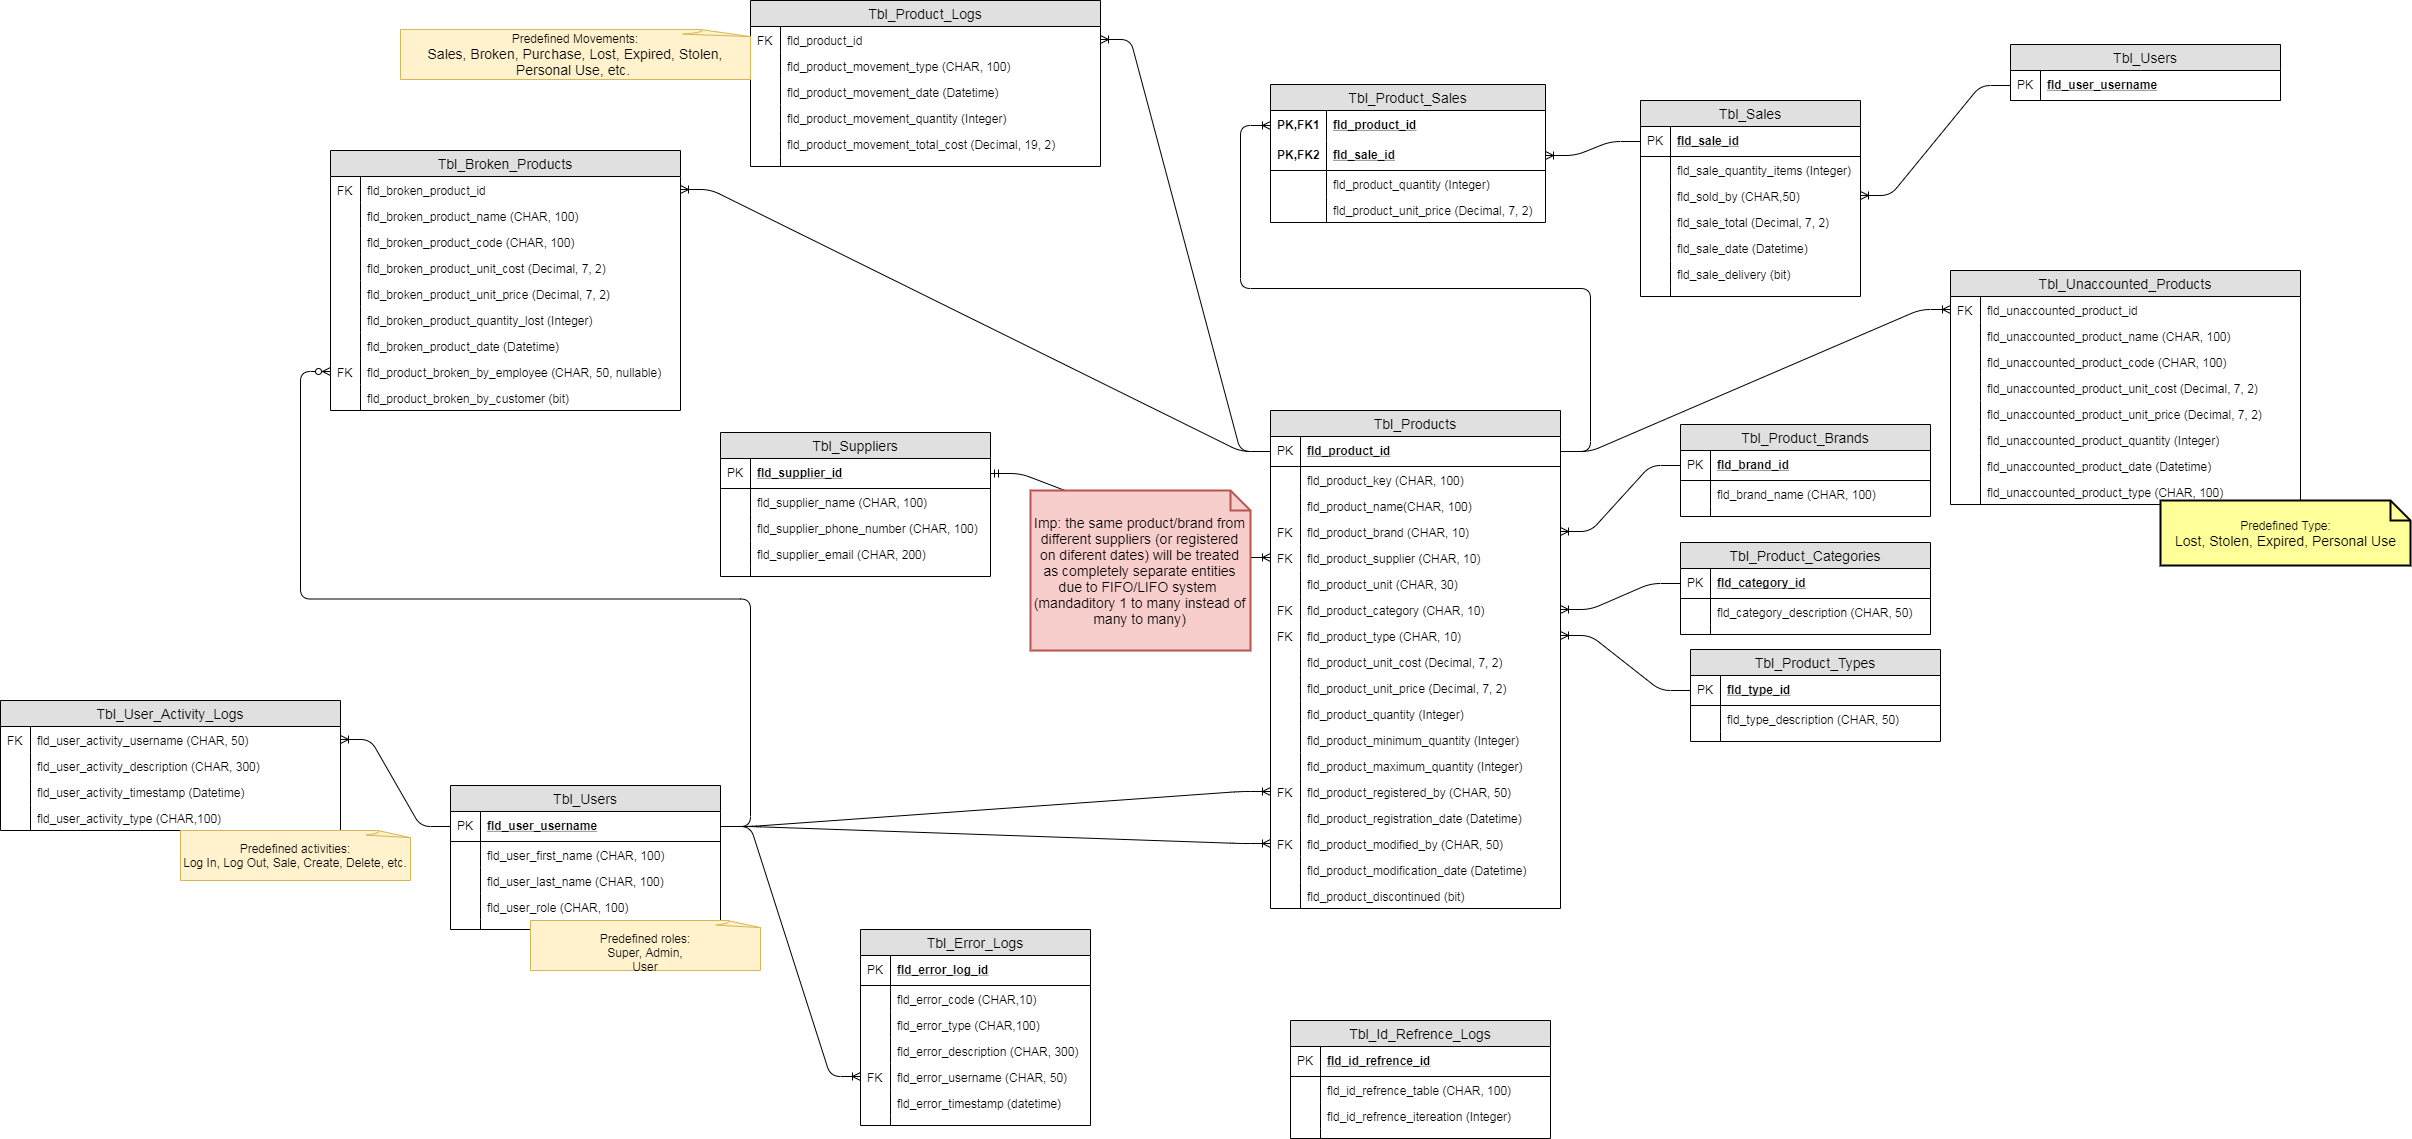 Tbl_Product_Logs
FK fld_product_id
fld_product_movement_type (CHAR, 100)
fld_product_movement_date (Datetime)
fld_product_movement_quantity (Integer)
fld_product_movement_total_cost (Decimal, 19, 2)
Predefined Movements:
Sales, Broken, Purchase, Lost, Expired, Stolen,
Personal Use, etc.
Tbl_Users
PK fld_user_username
Tbl_Product_Sales
PK,FK1 fld_product_id
PK,FK2 fld_sale_id
fld_product_quantity (Integer)
fld_product_unit_price (Decimal, 7, 2)
Tbl_Sales
PK fld_sale_id
fld_sale_quantity_items (Integer)
fld_sold_by (CHAR,50)
fld_sale_total (Decimal, 7, 2)
fld_sale_date (Datetime)
fld_sale_delivery (bit)
Tbl_Broken_Products
FK fld_broken_product_id
fld_broken_product_name (CHAR, 100)
fld_broken_product_code (CHAR, 100)
fld_broken_product_unit_cost (Decimal, 7, 2)
fld_broken_product_unit_price (Decimal, 7, 2)
fld_broken_product_quantity_lost (Integer)
fld_broken_product_date (Datetime)
FK fld_product_broken_by_employee (CHAR, 50, nullable)
fld_product_broken_by_customer (bit)
Tbl_Unaccounted_Products
FK fld_unaccounted_product_id
fld_unaccounted_product_name (CHAR, 100)
fld_unaccounted_product_code (CHAR, 100)
fld_unaccounted_product_unit_cost (Decimal, 7, 2)
fld_unaccounted_product_unit_price (Decimal, 7, 2)
fld_unaccounted_product_quantity (Integer)
fld_unaccounted_product_date (Datetime)
fld_unaccounted_product_type (CHAR, 100)
Predefined Type:
Lost, Stolen, Expired, Personal Use
Tbl_Suppliers
PK fld_supplier_id
fld_supplier_name (CHAR, 100)
fld_supplier_phone_number (CHAR, 100)
fld_supplier_email (CHAR, 200)
Imp: the same product/brand from
different suppliers (or registered
on diferent dates) will be treated
as completely separate entities
due to FIFO/LIFO system
(mandaditory 1 to many instead of
many to many)
Tbl_Products
PK fld_product_id
fld_product_key (CHAR, 100)
fld_product_name(CHAR, 100)
FK fld_product_brand (CHAR, 10)
FK fld_product_supplier (CHAR, 10)
fld_product_unit (CHAR, 30)
FK fld_product_category (CHAR, 10)
FK fld_product_type (CHAR, 10)
fld_product_unit_cost (Decimal, 7, 2)
fld_product_unit_price (Decimal, 7, 2)
fld_product_quantity (Integer)
fld_product_minimum_quantity (Integer)
fld_product_maximum_quantity (Integer)
FK fld_product_registered_by (CHAR, 50)
fld_product_registration_date (Datetime)
FK fld_product_modified_by (CHAR, 50)
fld_product_modification_date (Datetime)
fld_product_discontinued (bit)
Tbl_Product_Brands
PK fld_brand_id
fld_brand_name (CHAR, 100)
Tbl_Product_Categories
PK fld_category_id
fld_category_description (CHAR, 50)
Tbl_Product_Types
PK fld_type_id
fld_type_description (CHAR, 50)
Tbl_User_Activity_Logs
FK fld_user_activity_username (CHAR, 50)
fld_user_activity_description (CHAR, 300)
fld_user_activity_timestamp (Datetime)
fld_user_activity_type (CHAR,100)
Predefined activities:
Log In, Log Out, Sale, Create, Delete, etc.
Tbl_Users
PK fld_user_username
fld_user_first_name (CHAR, 100)
fld_user_last_name (CHAR, 100)
fld_user_role (CHAR, 100)
Predefined roles:
Super, Admin,
User
Tbl_Error_Logs
PK fld_error_log_id
fld_error_code (CHAR,10)
fld_error_type (CHAR,100)
fld_error_description (CHAR, 300)
FK fld_error_username (CHAR, 50)
fld_error_timestamp (datetime)
Tbl_Id_Refrence_Logs
PK fld_id_refrence_id
fld_id_refrence_table (CHAR, 100)
fld_id_refrence_itereation (Integer)